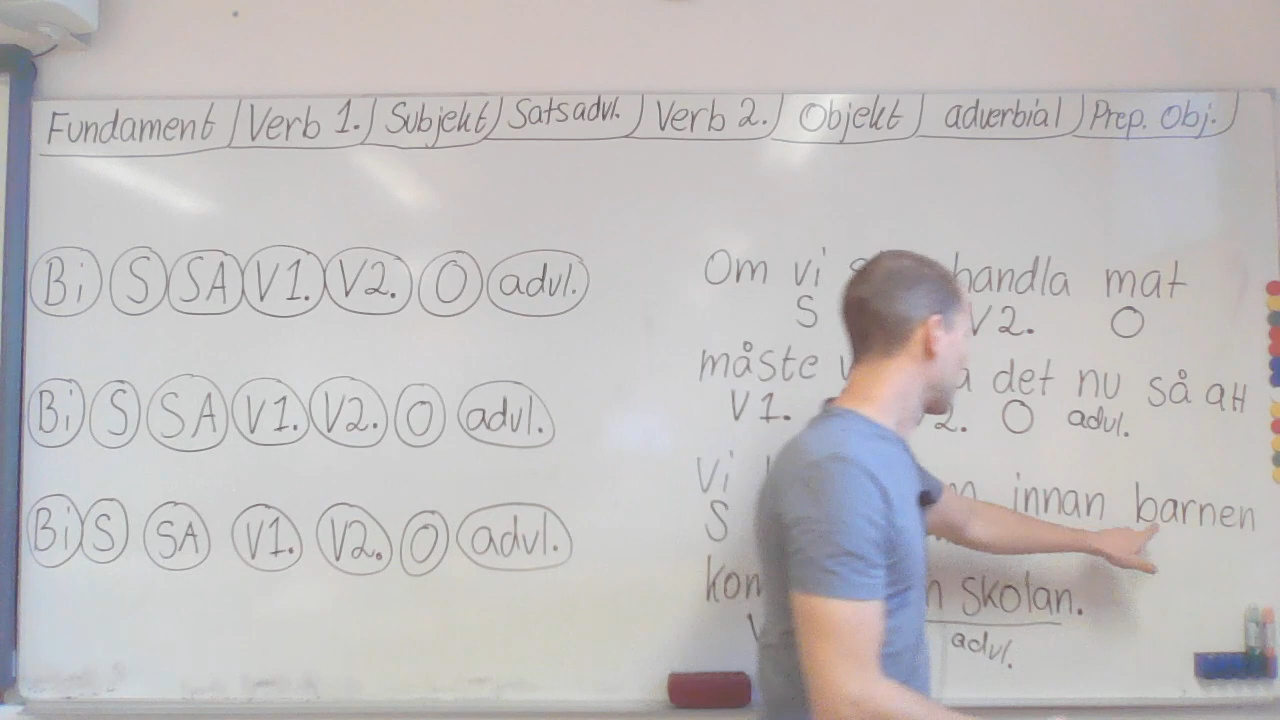 Fundament Verb 1. Subjekt Satsadvl. Verb 2. Objekt adverbial Prep. Obj.
Bi S SA V1. V2. O advl.
Bi S SA V1. V2. O advl.
Bi S SA V1. V2. O advl.
Om vi handla mat
S V2. O
måste det nu så att
V1. 2. O advl.
Vi innan barnen
S
skolan.
advl.